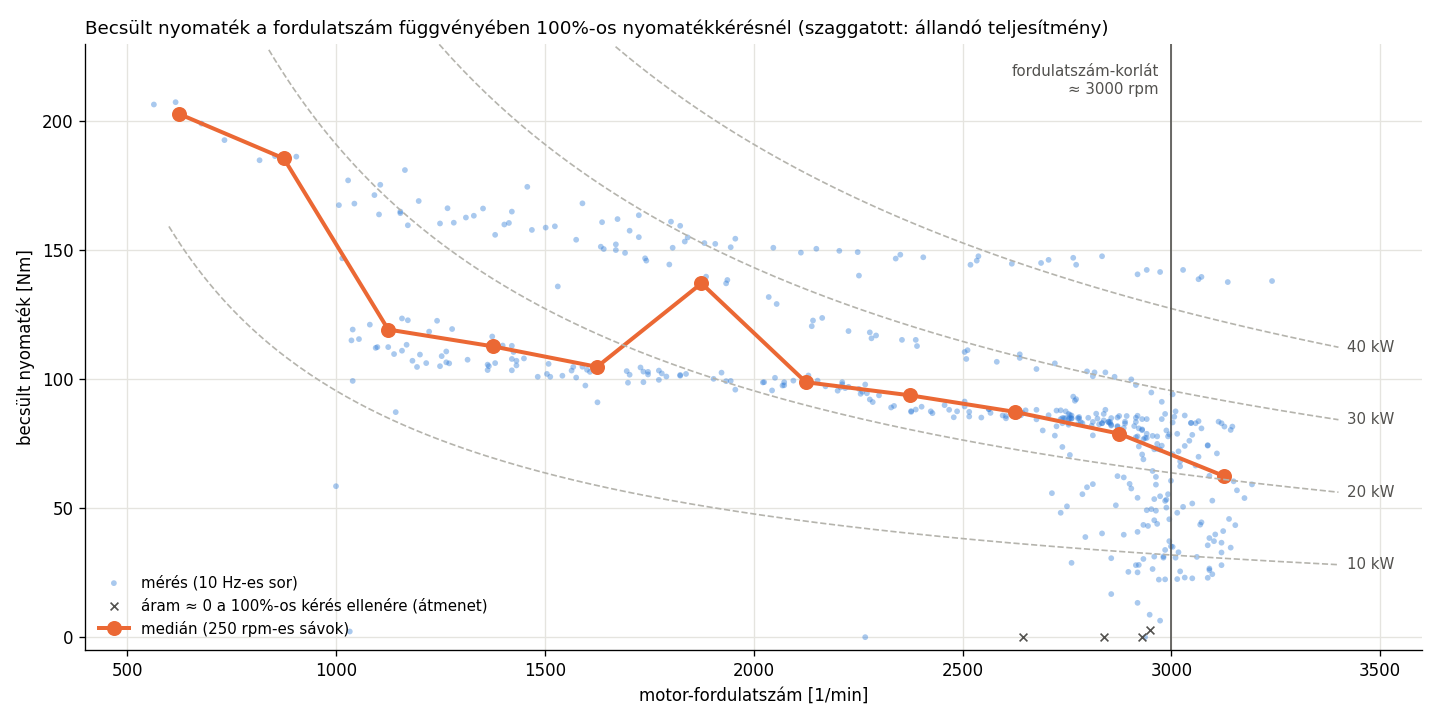 Becsült nyomaték a fordulatszám függvényében 100%-os nyomatékkérésnél (szaggatott: állandó teljesítmény)
fordulatszám-korlát
≈ 3000 rpm
200
150
100
50
0
becsült nyomaték [Nm]
40 kW
30 kW
20 kW
10 kW
mérés (10 Hz-es sor)
áram ≈ 0 a 100%-os kérés ellenére (átmenet)
medián (250 rpm-es sávok)
500 1000 1500 2000 2500 3000 3500
motor-fordulatszám [1/min]